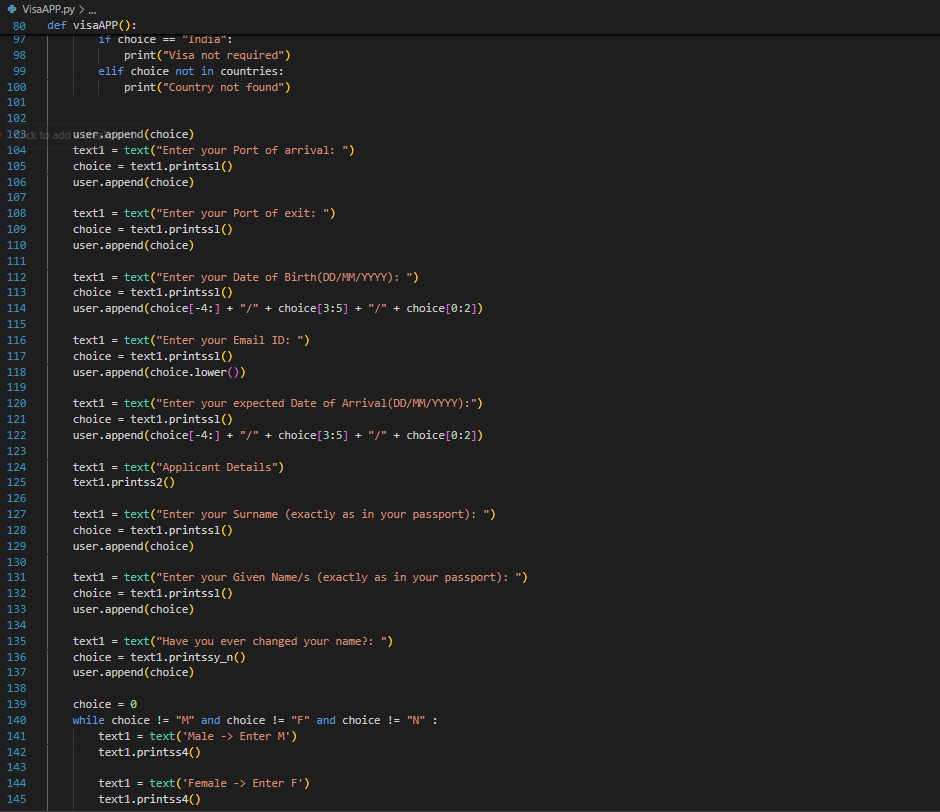 VisaAPP.py > ...
80 def visaAPP():
97 if choice == "India":
98 print("Visa not required")
99 elif choice not in countries:
100 print("Country not found")
101
102
103 user.append(choice)
104 text1 = text("Enter your Port of arrival: ")
105 choice = text1.printssl()
106 user.append(choice)
107
108 text1 = text("Enter your Port of exit: ")
109 choice = text1.printssl()
110 user.append(choice)
111
112 text1 = text("Enter your Date of Birth(DD/MM/YYYY): ")
113 choice = text1.printssl()
114 user.append(choice[-4:] + "/" + choice[3:5] + "/" + choice[0:2])
115
116 text1 = text("Enter your Email ID: ")
117 choice = text1.printssl()
118 user.append(choice.lower())
119
120 text1 = text("Enter your expected Date of Arrival(DD/MM/YYYY):")
121 choice = text1.printssl()
122 user.append(choice[-4:] + "/" + choice[3:5] + "/" + choice[0:2])
123
124 text1 = text("Applicant Details")
125 text1.printss2()
126
127 text1 = text("Enter your Surname (exactly as in your passport): ")
128 choice = text1.printssl()
129 user.append(choice)
130
131 text1 = text("Enter your Given Name/s (exactly as in your passport): ")
132 choice = text1.printssl()
133 user.append(choice)
134
135 text1 = text("Have you ever changed your name?: ")
136 choice = text1.printssy_n()
137 user.append(choice)
138
139 choice = 0
140 while choice != "M" and choice != "F" and choice != "N" :
141 text1 = text('Male -> Enter M')
142 text1.printss4()
143
144 text1 = text('Female -> Enter F')
145 text1.printss4()